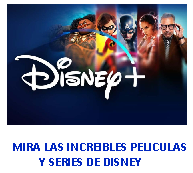 Disney+
MIRA LAS INCREIBLES PELICULAS
Y SERIES DE DISNEY